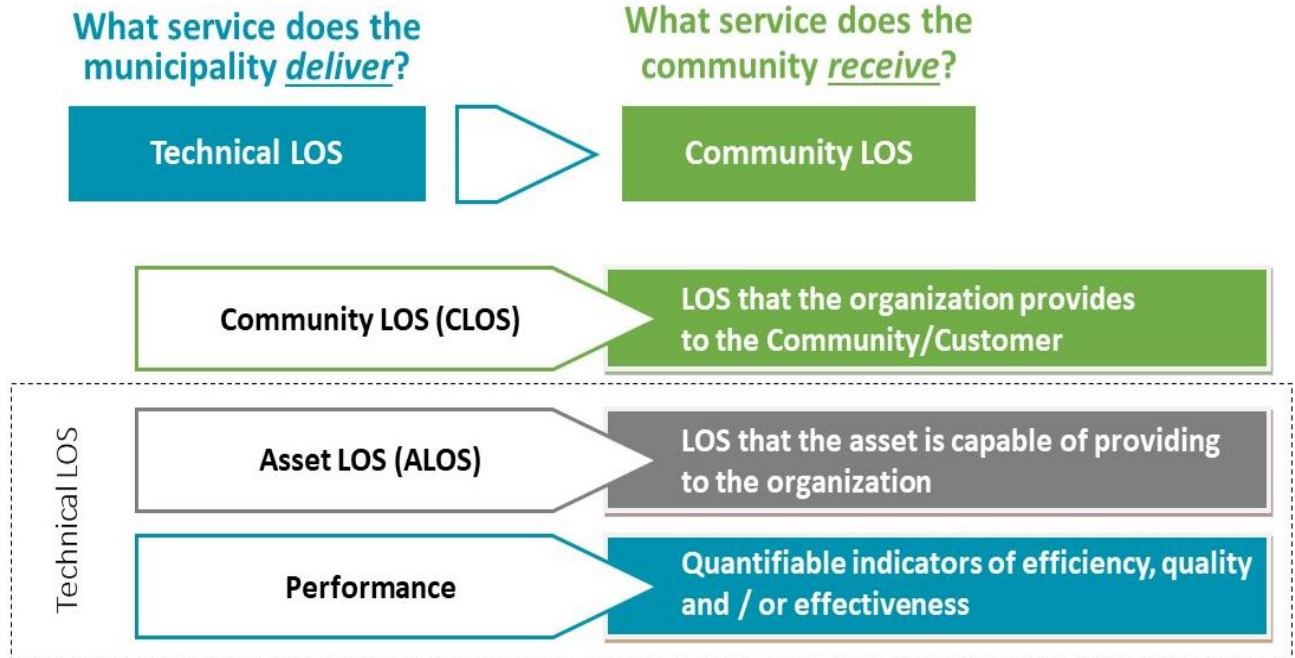 What service does the
municipality deliver?
What service does the
community receive?
Technical LOS
Community LOS
Community LOS (CLOS)
LOS that the organization provides
to the Community/Customer
Technical LOS
Asset LOS (ALOS)
LOS that the asset is capable of providing
to the organization
Performance
Quantifiable indicators of efficiency, quality
and / or effectiveness